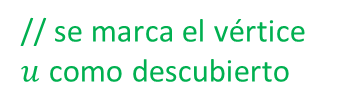 // se marca el vértice
u como descubierto